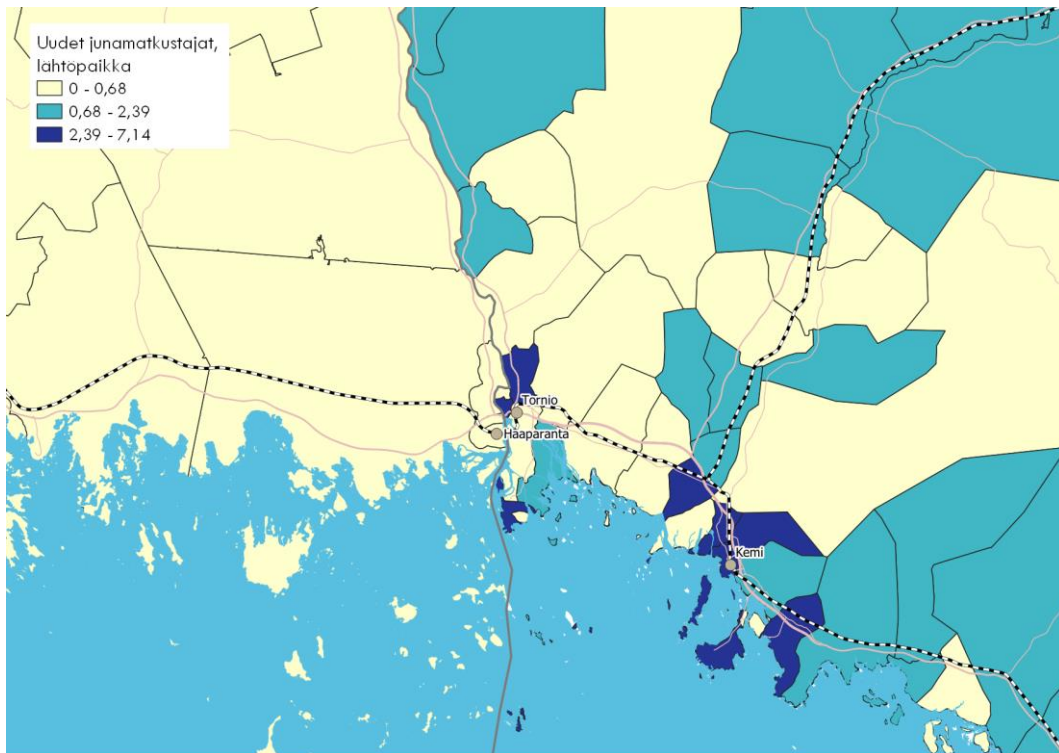 Uudet junamatkustajat,
lähtöpaikka
0 - 0,68
0,68 - 2,39
2,39 - 7,14
Tornio
Haaparanta
Kemi